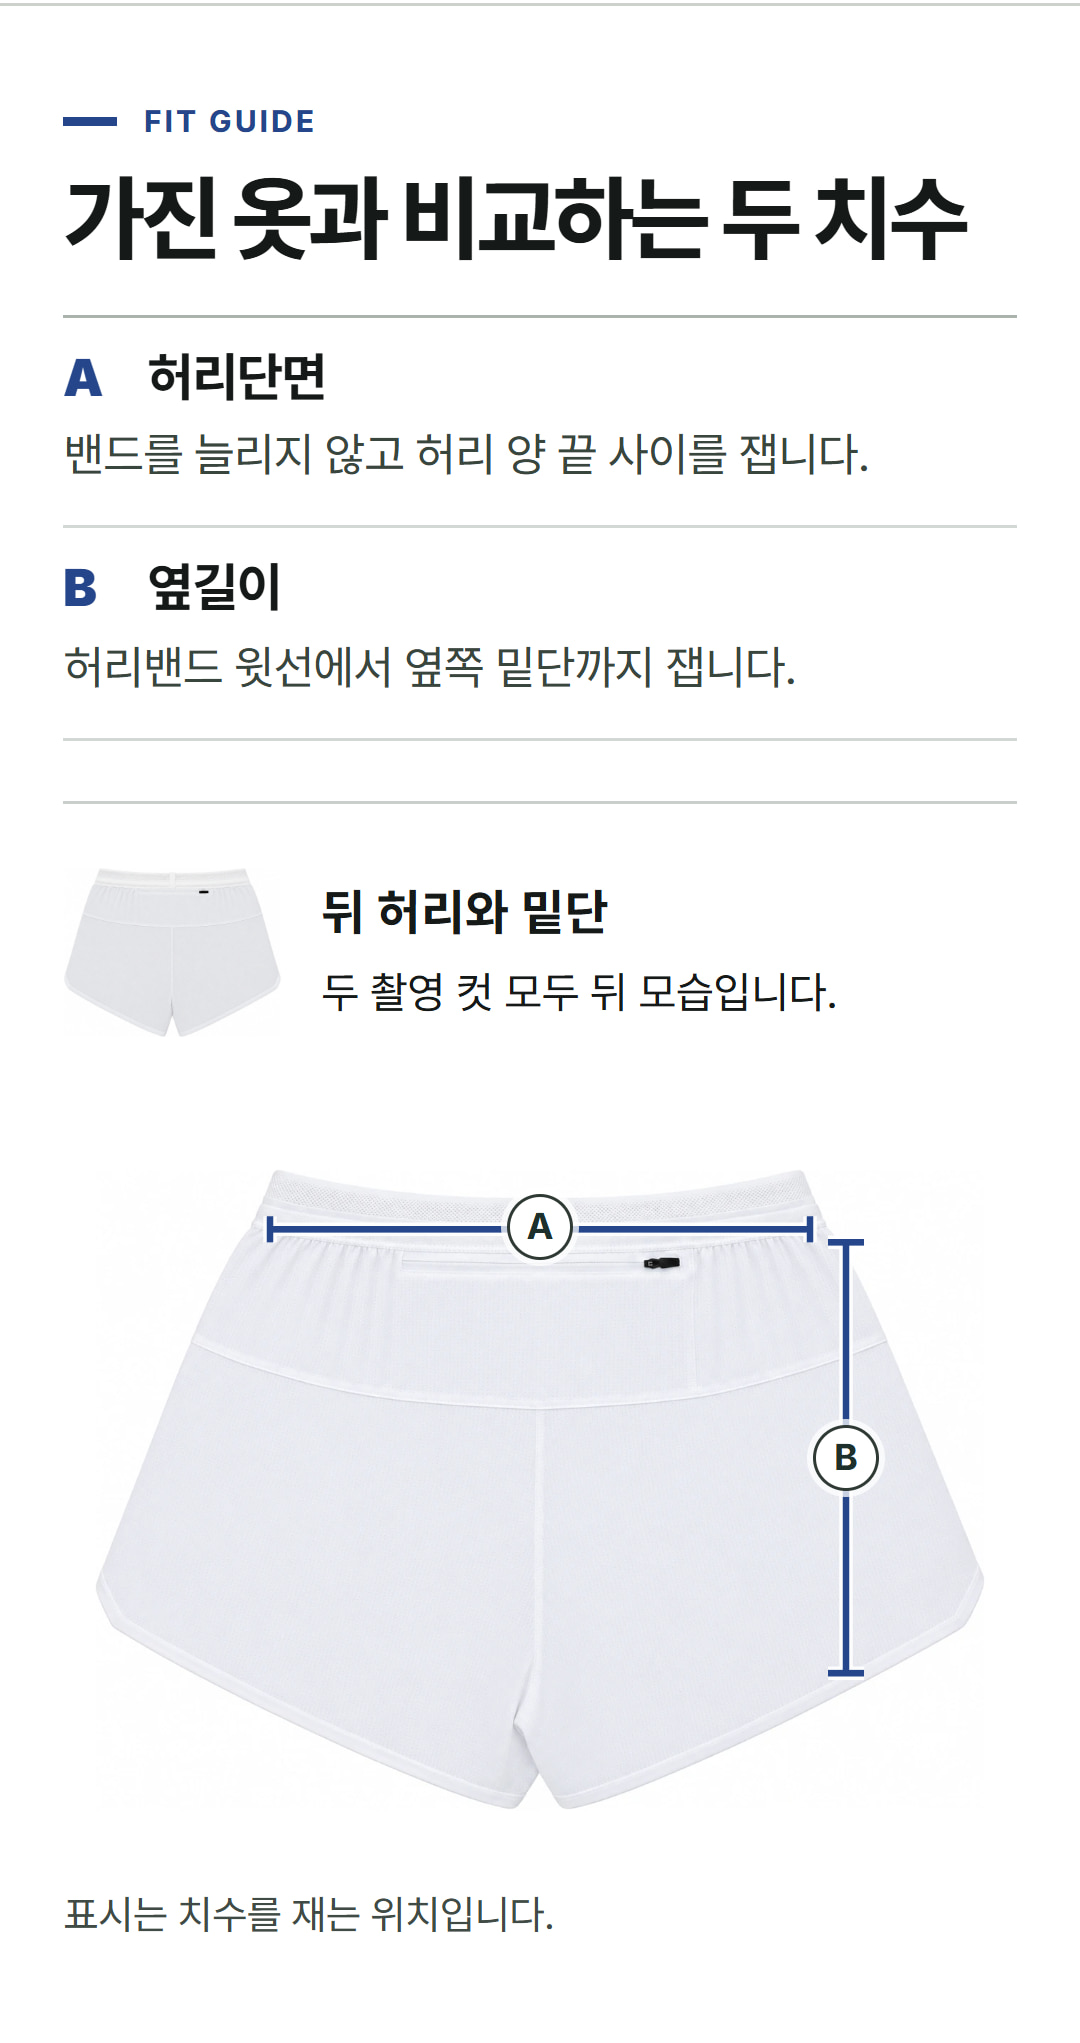 FIT GUIDE
가진 옷과 비교하는 두 치수
A 허리단면
밴드를 늘리지 않고 허리 양 끝 사이를 잽니다.
B 옆길이
허리밴드 윗선에서 옆쪽 밑단까지 잽니다.
뒤 허리와 밑단
두 촬영 컷 모두 뒤 모습입니다.
A
B
표시는 치수를 재는 위치입니다.